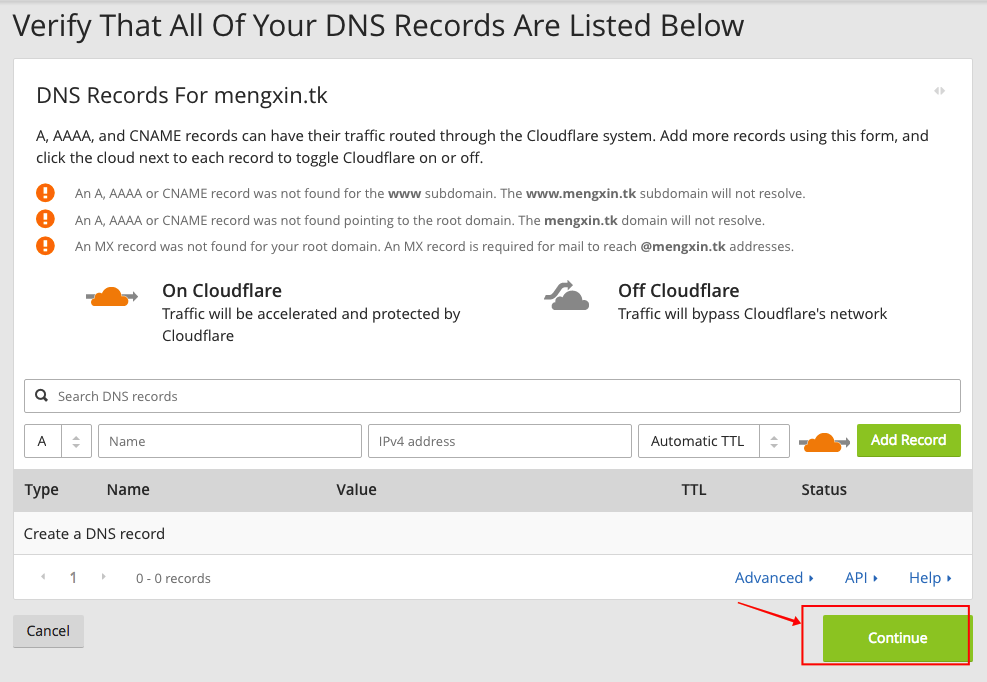 Verify That All Of Your DNS Records Are Listed Below
DNS Records For mengxin.tk
A, AAAA, and CNAME records can have their traffic routed through the Cloudflare system. Add more records using this form, and
click the cloud next to each record to toggle Cloudflare on or off.
An A, AAAA or CNAME record was not found for the www subdomain. The www.mengxin.tk subdomain will not resolve.
An A, AAAA or CNAME record was not found pointing to the root domain. The mengxin.tk domain will not resolve.
An MX record was not found for your root domain. An MX record is required for mail to reach @mengxin.tk addresses.
On Cloudflare
Traffic will be accelerated and protected by
Cloudflare
Off Cloudflare
Traffic will bypass Cloudflare's network
Search DNS records
A Name IPv4 address Automatic TTL Add Record
Type Name Value TTL Status
Create a DNS record
1 0 - 0 records Advanced API Help
Cancel Continue